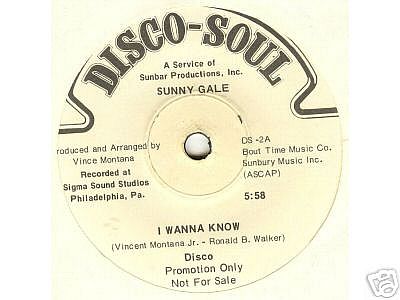 DISCO-SOUL
A Service of
Sunbar Productions, Inc.
SUNNY GALE
roduced and Arranged by
Vince Montana
Recorded at
Sigma Sound Studios
Philadelphia, Pa.
DS-2A
Bout Time Music Co.
Sunbury Music Inc.
(ASCAP)
5:58
I WANNA KNOW
(Vincent Montana Jr. - Ronald B. Walker)
Disco
Promotion Only
Not For Sale